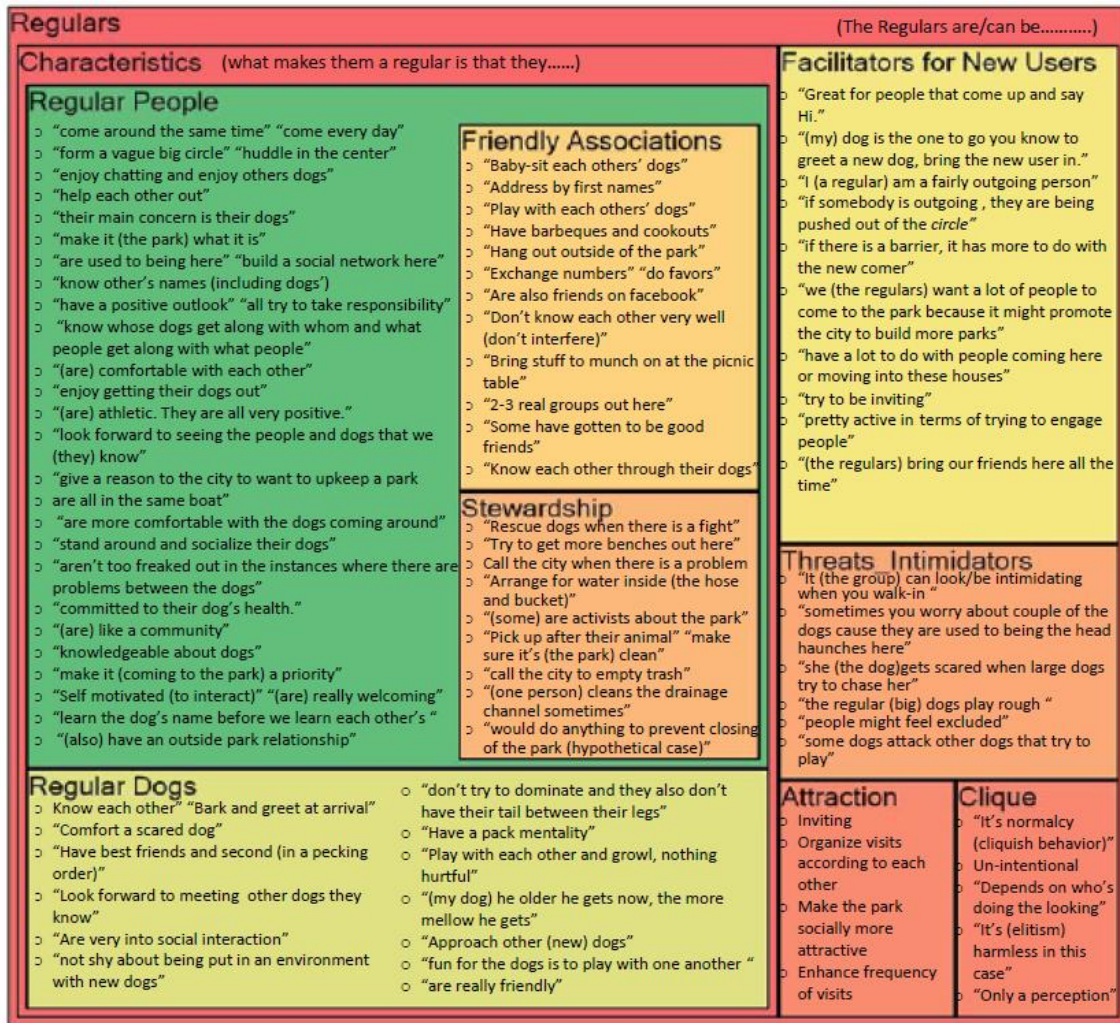 Regulars
(The Regulars are/can be...........)
Characteristics (what makes them a regular is that they......)
Regular People
ͻ “come around the same time” “come every day”
ͻ “form a vague big circle” “huddle in the center”
ͻ “enjoy chatting and enjoy others dogs”
ͻ “help each other out”
ͻ “their main concern is their dogs”
ͻ “make it (the park) what it is”
ͻ “are used to being here” “build a social network here”
ͻ “know other’s names (including dogs’)
ͻ “have a positive outlook” “all try to take responsibility”
ͻ “know whose dogs get along with whom and what
people get along with what people”
ͻ “(are) comfortable with each other”
ͻ “enjoy getting their dogs out”
ͻ “(are) athletic. They are all very positive.”
ͻ “look forward to seeing the people and dogs that we
(they) know”
ͻ “give a reason to the city to want to upkeep a park
ͻ are all in the same boat”
ͻ “are more comfortable with the dogs coming around”
ͻ “stand around and socialize their dogs”
ͻ “aren’t too freaked out in the instances where there are
problems between the dogs”
ͻ “committed to their dog’s health.”
ͻ “(are) like a community”
ͻ “knowledgeable about dogs”
ͻ “make it (coming to the park) a priority”
ͻ “Self motivated (to interact)” “(are) really welcoming”
ͻ “learn the dog’s name before we learn each other’s “
ͻ “(also) have an outside park relationship”
Friendly Associations
ͻ “Baby-sit each others’ dogs”
ͻ “Address by first names”
ͻ “Play with each others’ dogs”
ͻ “Have barbeques and cookouts”
ͻ “Hang out outside of the park”
ͻ “Exchange numbers” “do favors”
ͻ “Are also friends on facebook”
ͻ “Don’t know each other very well
(don’t interfere)”
ͻ “Bring stuff to munch on at the picnic
table”
ͻ “2-3 real groups out here”
ͻ “Some have gotten to be good
friends”
ͻ “Know each other through their dogs”
Stewardship
ͻ “Rescue dogs when there is a fight”
ͻ “Try to get more benches out here”
ͻ Call the city when there is a problem
ͻ “Arrange for water inside (the hose
and bucket)”
ͻ “(some) are activists about the park”
ͻ “Pick up after their animal” “make
sure it’s (the park) clean”
ͻ “call the city to empty trash”
ͻ “(one person) cleans the drainage
channel sometimes”
ͻ “would do anything to prevent closing
of the park (hypothetical case)”
Regular Dogs
ͻ Know each other” “Bark and greet at arrival”
ͻ “Comfort a scared dog”
ͻ “Have best friends and second (in a pecking
order)”
ͻ “Look forward to meeting other dogs they
know”
ͻ “Are very into social interaction”
ͻ “not shy about being put in an environment
with new dogs”
o “don’t try to dominate and they also don’t
have their tail between their legs”
o “Have a pack mentality”
o “Play with each other and growl, nothing
hurtful”
o “(my dog) he older he gets now, the more
mellow he gets”
o “Approach other (new) dogs”
o “fun for the dogs is to play with one another “
o “are really friendly”
Facilitators for New Users
ͻ “Great for people that come up and say
Hi.”
ͻ “(my) dog is the one to go you know to
greet a new dog, bring the new user in.”
ͻ “I (a regular) am a fairly outgoing person”
ͻ “if somebody is outgoing , they are being
pushed out of the circle”
ͻ “if there is a barrier, it has more to do with
the new comer”
ͻ “we (the regulars) want a lot of people to
come to the park because it might promote
the city to build more parks”
ͻ “have a lot to do with people coming here
or moving into these houses”
ͻ “try to be inviting”
ͻ “pretty active in terms of trying to engage
people”
ͻ “(the regulars) bring our friends here all the
time”
Threats_Intimidators
ͻ “It (the group) can look/be intimidating
when you walk-in “
ͻ “sometimes you worry about couple of the
dogs cause they are used to being the head
haunches here”
ͻ “she (the dog)gets scared when large dogs
try to chase her”
ͻ “the regular (big) dogs play rough “
ͻ “people might feel excluded”
ͻ “some dogs attack other dogs that try to
play”
Attraction
ͻ Inviting
ͻ Organize visits
according to each
other
ͻ Make the park
socially more
attractive
ͻ Enhance frequency
of visits
Clique
ͻ “It’s normalcy
(cliquish behavior)”
ͻ Un-intentional
ͻ “Depends on who’s
doing the looking”
ͻ “It’s (elitism)
harmless in this
case”
ͻ “Only a perception”